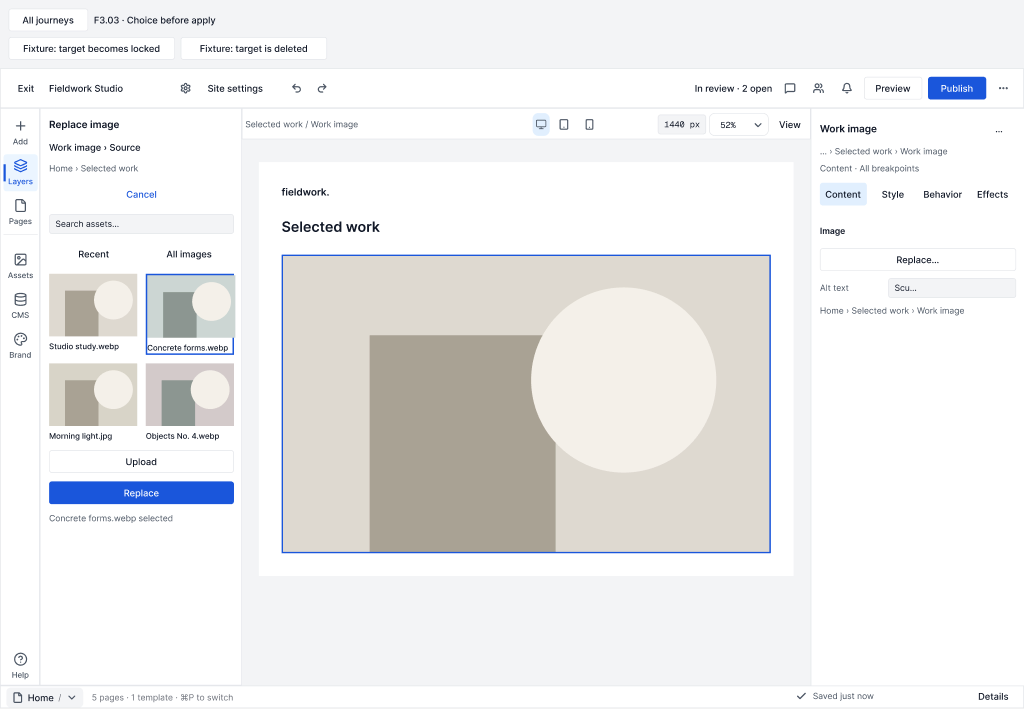 All journeys F3.03 · Choice before apply
Fixture: target becomes locked Fixture: target is deleted
Exit Fieldwork Studio Site settings In review · 2 open Preview Publish ...
Add
Layers
Pages
Assets
CMS
Brand
Help
Replace image
Work image › Source
Home › Selected work
Cancel
Search assets...
Recent All images
Studio study.webp Concrete forms.webp
Morning light.jpg Objects No. 4.webp
Upload
Replace
Concrete forms.webp selected
Selected work / Work image 1440 px 52% View
fieldwork.
Selected work
Work image ...
... › Selected work › Work image
Content · All breakpoints
Content Style Behavior Effects
Image
Replace...
Alt text Scu...
Home › Selected work › Work image
Home / 5 pages · 1 template · ⌘P to switch Saved just now Details